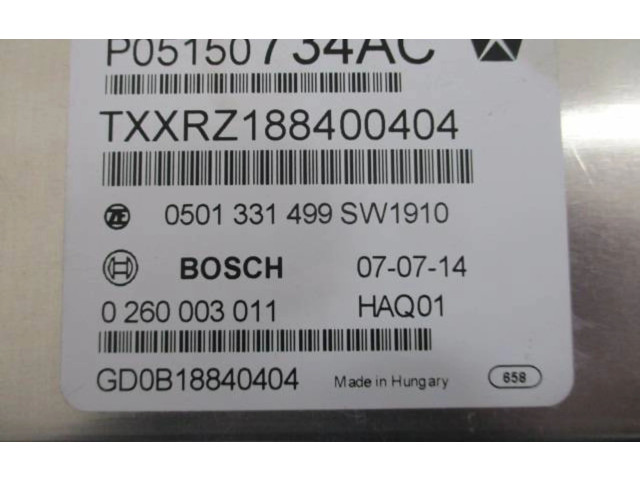 P05150734AC
TXXRZ188400404
ZF 0501 331 499 SW1910
BOSCH 07-07-14
0 260 003 011 HAQ01
GD0B18840404 Made in Hungary 658